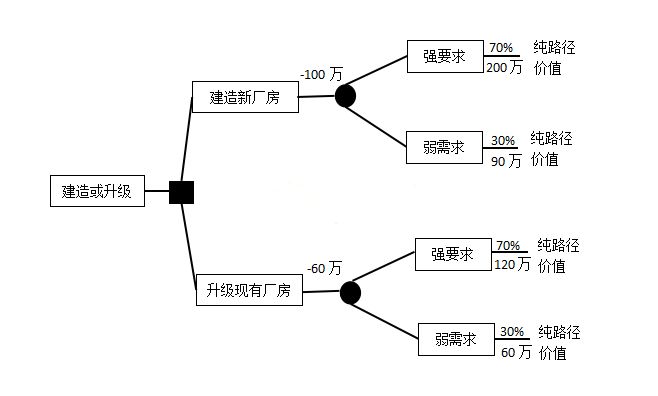 建造或升级
建造新厂房
-100 万
强要求
70%
200 万
纯路径
价值
弱需求
30%
90 万
纯路径
价值
升级现有厂房
-60 万
强要求
70%
120 万
纯路径
价值
弱需求
30%
60 万
纯路径
价值